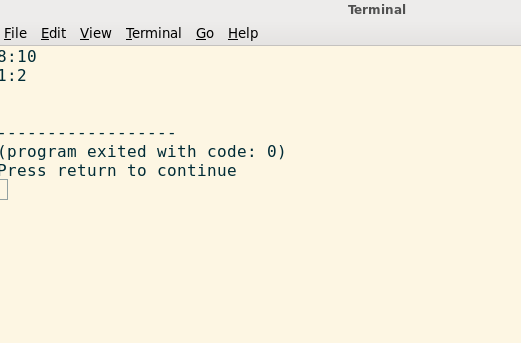 Terminal
File Edit View Terminal Go Help
8:10
1:2
------------------
(program exited with code: 0)
Press return to continue